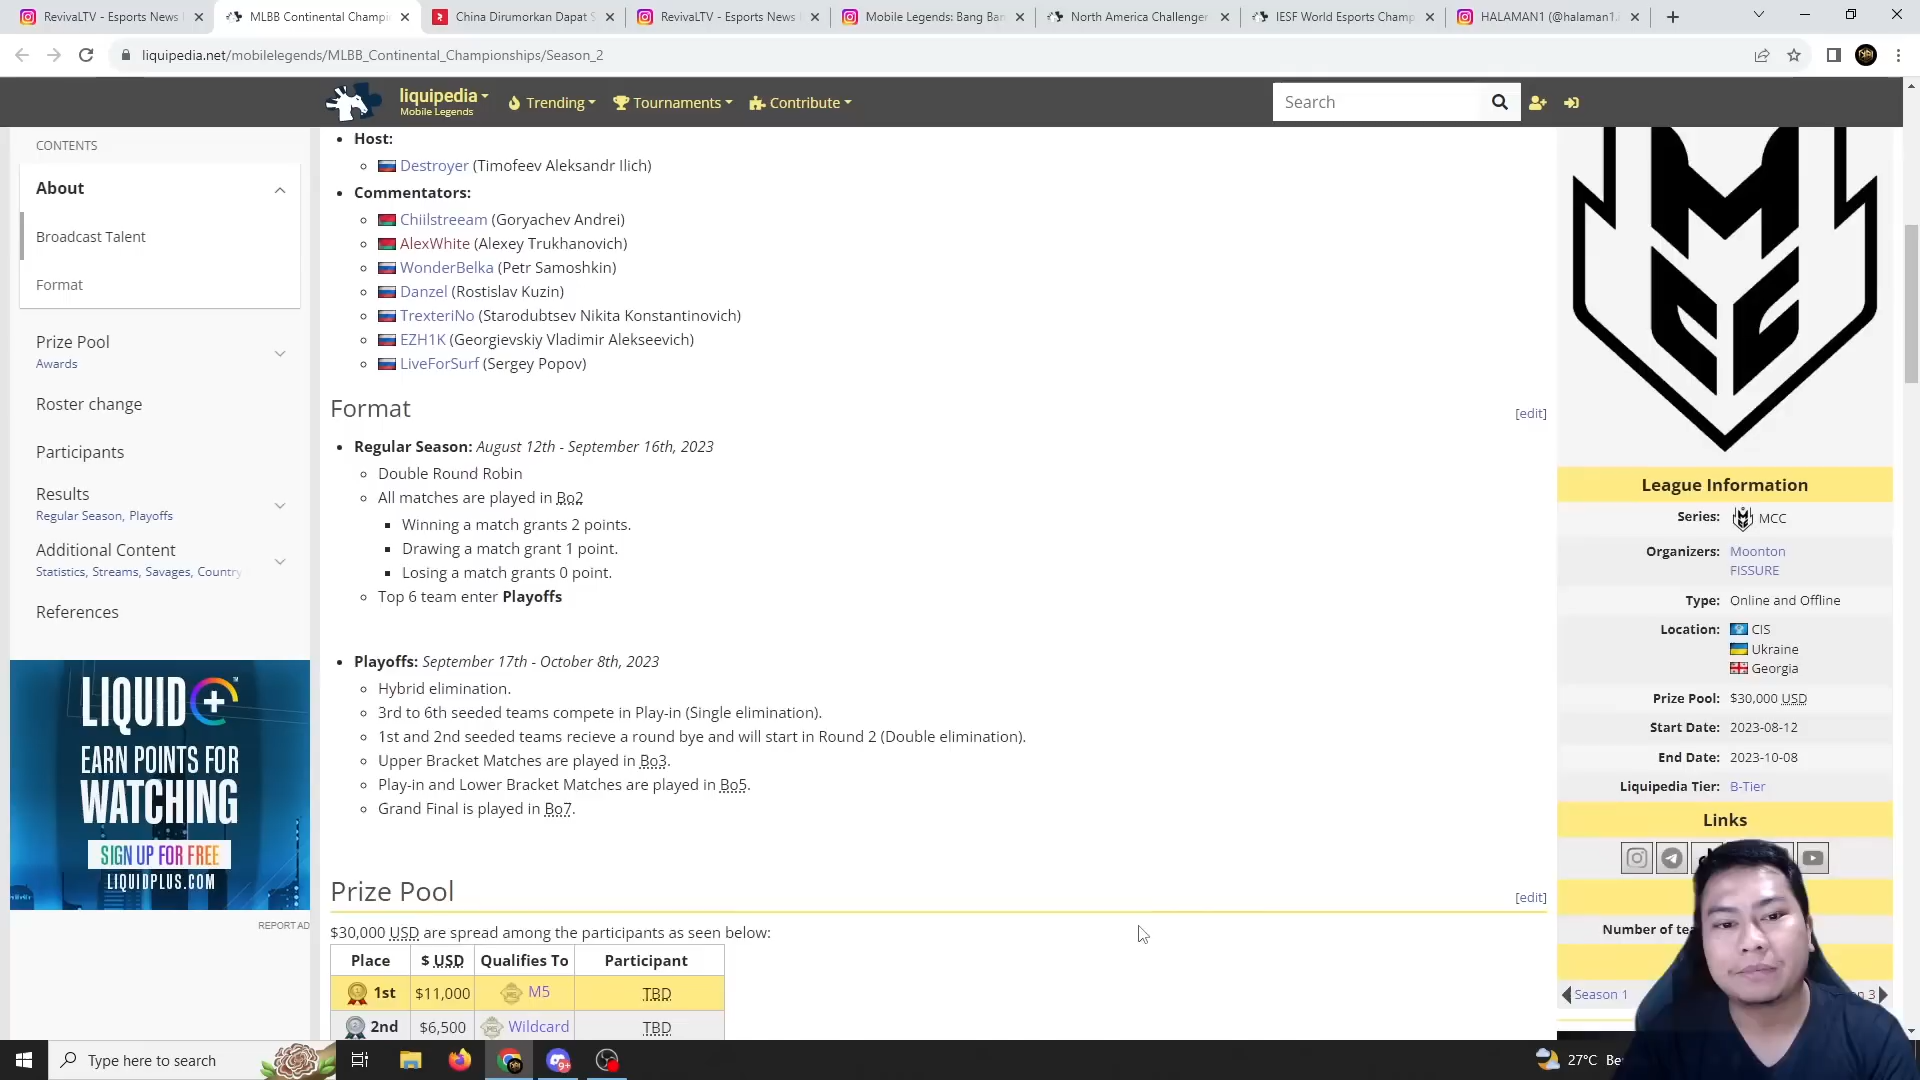 RevivaLTV - Esports News
MLBB Continental Champi
China Dirumorkan Dapat S
RevivaLTV - Esports News
Mobile Legends: Bang Ban
North America Challenger
IESF World Esports Champ
HALAMAN1 (@halaman1.
liquipedia.net/mobilelegends/MLBB_Continental_Championships/Season_2
liquipedia
Mobile Legends
Trending
Tournaments
Contribute
Search
CONTENTS
About
Broadcast Talent
Format
Prize Pool
Awards
Roster change
Participants
Results
Regular Season, Playoffs
Additional Content
Statistics, Streams, Savages, Country
References
LIQUID+
EARN POINTS FOR
WATCHING
SIGN UP FOR FREE
LIQUIDPLUS.COM
REPORT AD
Host:
Destroyer (Timofeev Aleksandr Ilich)
Commentators:
Chiilstreeam (Goryachev Andrei)
AlexWhite (Alexey Trukhanovich)
WonderBelka (Petr Samoshkin)
Danzel (Rostislav Kuzin)
TrexteriNo (Starodubtsev Nikita Konstantinovich)
EZH1K (Georgievskiy Vladimir Alekseevich)
LiveForSurf (Sergey Popov)
Format
[edit]
Regular Season: August 12th - September 16th, 2023
Double Round Robin
All matches are played in Bo2
Winning a match grants 2 points.
Drawing a match grant 1 point.
Losing a match grants 0 point.
Top 6 team enter Playoffs
Playoffs: September 17th - October 8th, 2023
Hybrid elimination.
3rd to 6th seeded teams compete in Play-in (Single elimination).
1st and 2nd seeded teams recieve a round bye and will start in Round 2 (Double elimination).
Upper Bracket Matches are played in Bo3.
Play-in and Lower Bracket Matches are played in Bo5.
Grand Final is played in Bo7.
Prize Pool
[edit]
$30,000 USD are spread among the participants as seen below:
Place $ USD Qualifies To Participant
1st $11,000 M5 TBD
2nd $6,500 Wildcard TBD
League Information
Series: MCC
Organizers: Moonton
FISSURE
Type: Online and Offline
Location: CIS
Ukraine
Georgia
Prize Pool: $30,000 USD
Start Date: 2023-08-12
End Date: 2023-10-08
Liquipedia Tier: B-Tier
Links
Number of te
Season 1
n 3
Type here to search
9+
27°C Be